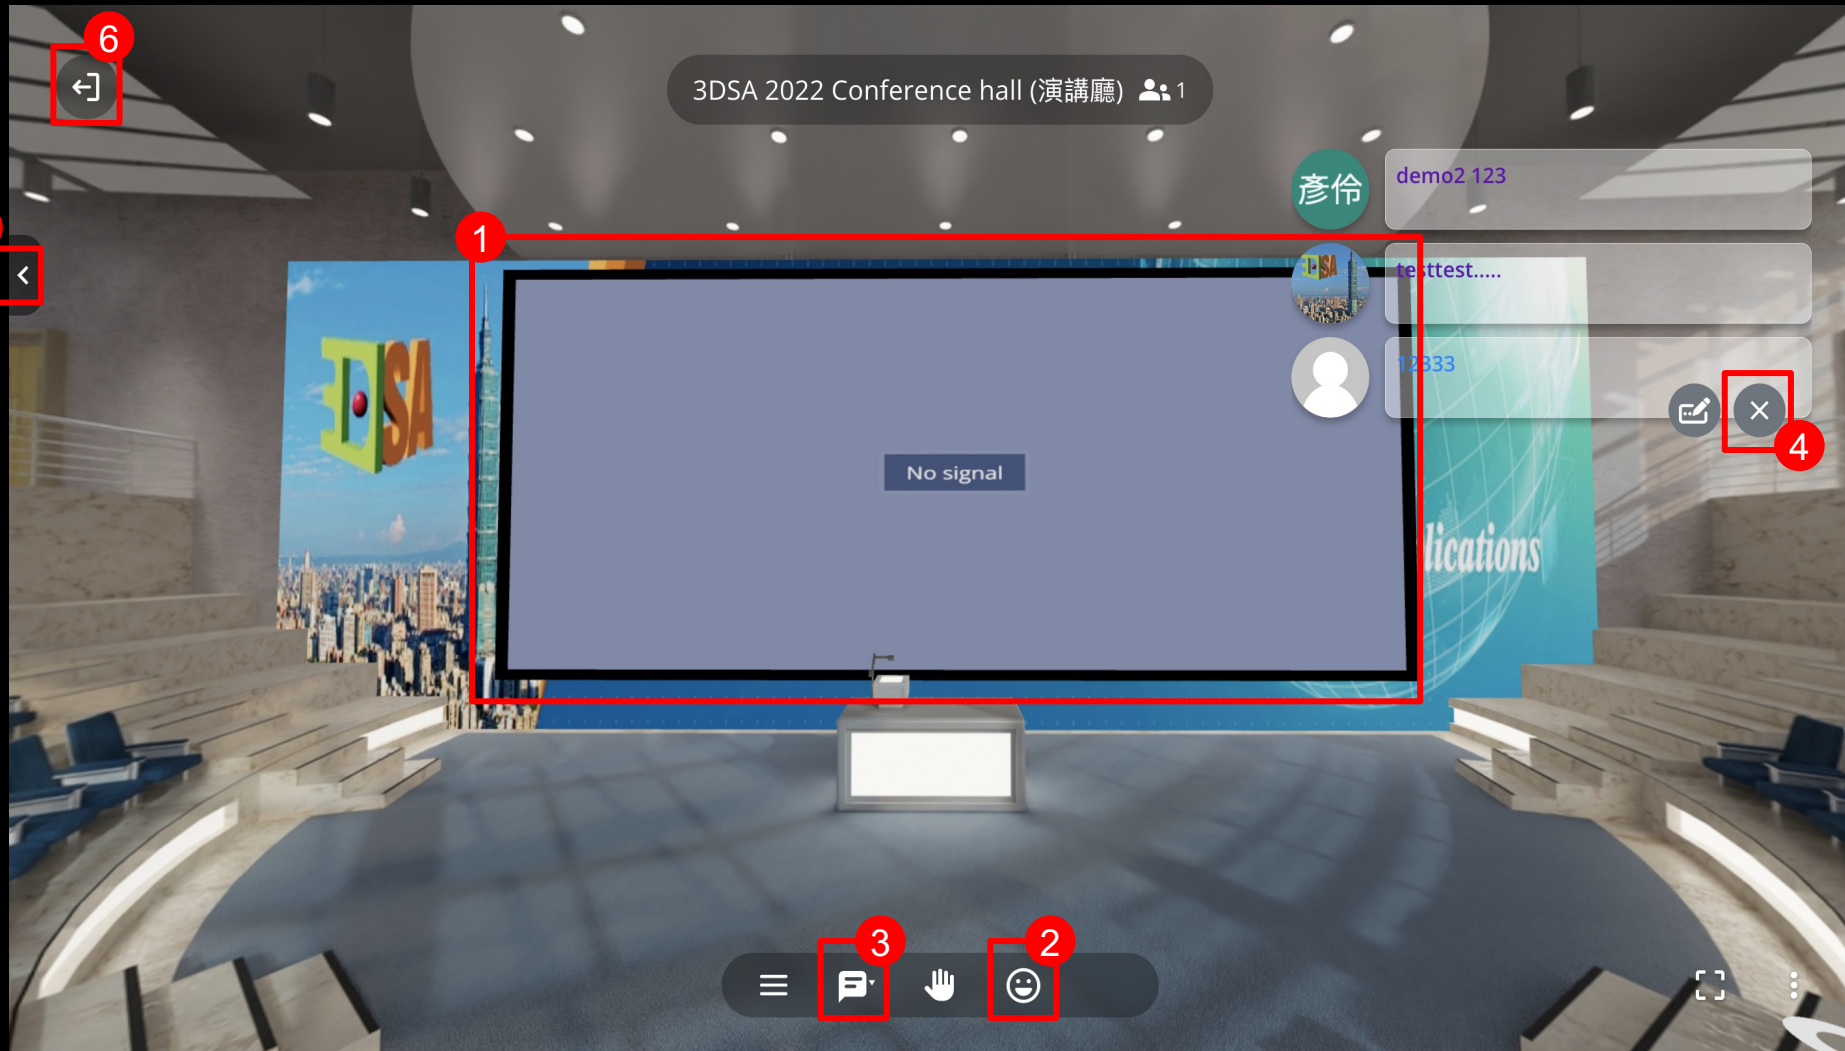 6
3DSA 2022 Conference hall (演講廳) 1
彥伶
demo2 123
1
testtest.....
3DSA
12333
4
No signal
lications
3
2